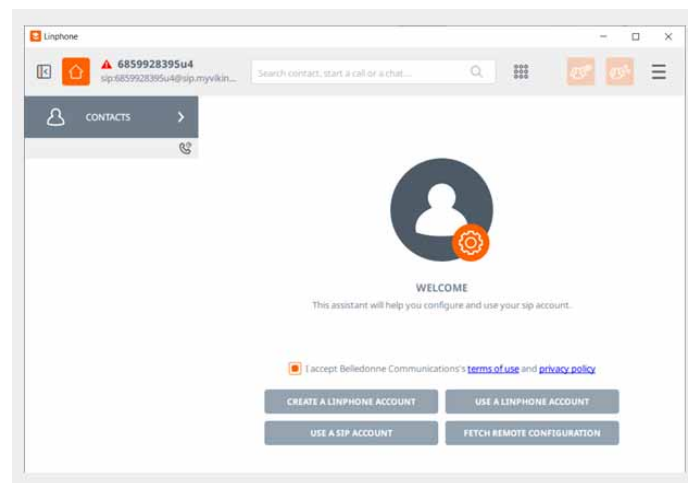 Linphone
6859928395u4
sip:6859928395u4@sip.myvikin...
Search contact, start a call or a chat...
CONTACTS
WELCOME
This assistant will help you configure and use your sip account.
I accept Belledonne Communications's terms of use and privacy policy
CREATE A LINPHONE ACCOUNT
USE A LINPHONE ACCOUNT
USE A SIP ACCOUNT
FETCH REMOTE CONFIGURATION